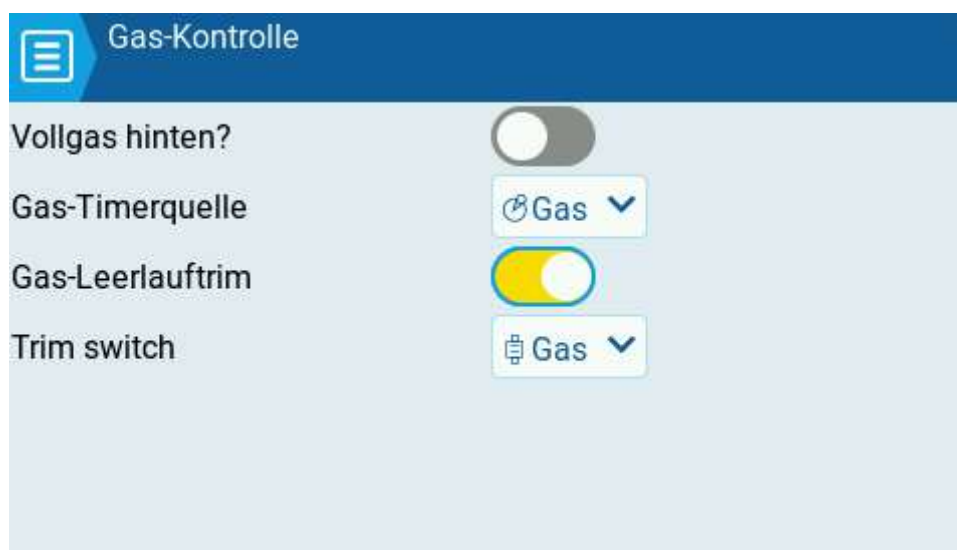 Gas-Kontrolle
Vollgas hinten?
Gas-Timerquelle Gas
Gas-Leerlauftrim
Trim switch Gas